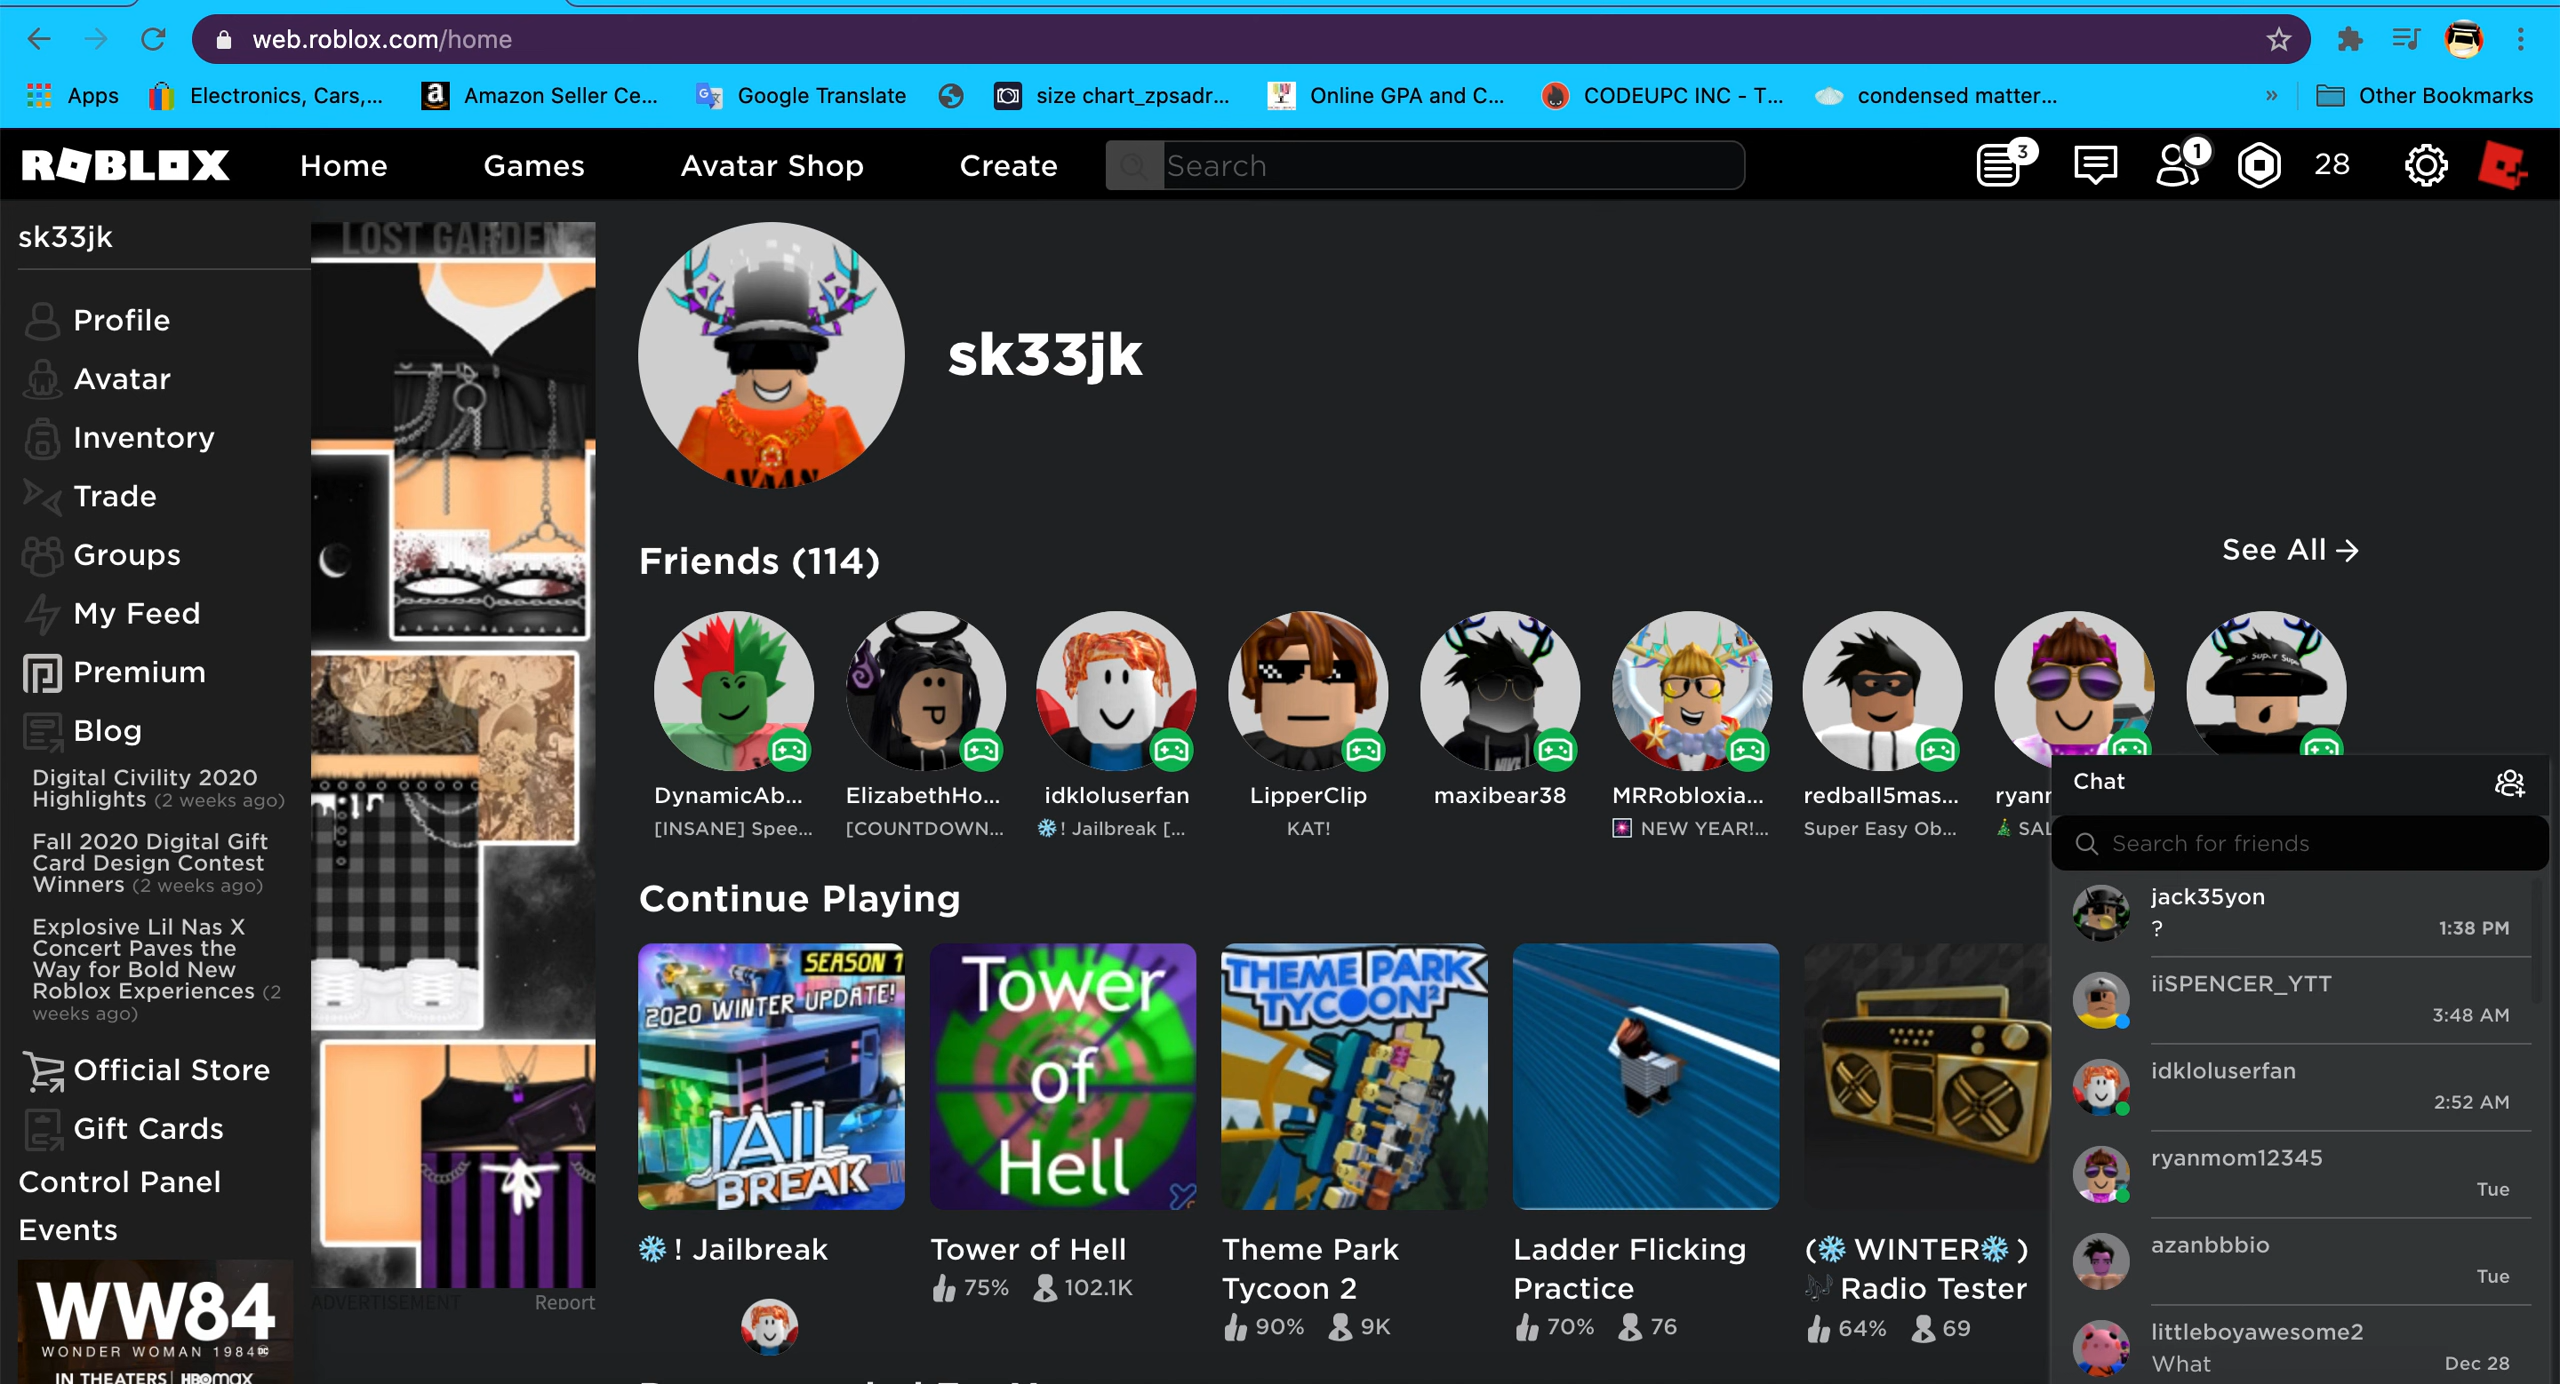 web.roblox.com/home
Apps
Electronics, Cars,...
Amazon Seller Ce...
Google Translate
size chart_zpsadr...
Online GPA and C...
CODEUPC INC - T...
condensed matter...
»
Other Bookmarks
ROBLOX
Home
Games
Avatar Shop
Create
Search
3
1
28
sk33jk
Profile
Avatar
Inventory
Trade
Groups
My Feed
Premium
Blog
Digital Civility 2020
Highlights (2 weeks ago)
Fall 2020 Digital Gift
Card Design Contest
Winners (2 weeks ago)
Explosive Lil Nas X
Concert Paves the
Way for Bold New
Roblox Experiences (2
weeks ago)
Official Store
Gift Cards
Control Panel
Events
WW84
WONDER WOMAN 1984 DC
IN THEATERS | HBOMAX
LOST GARDEN
ADVERTISEMENT
Report
sk33jk
Friends (114)
See All →
DynamicAb...
[INSANE] Spee...
ElizabethHo...
[COUNTDOWN...
idkloluserfan
❄! Jailbreak [...
LipperClip
KAT!
maxibear38
NIKE
MRRobloxia...
🎆 NEW YEAR!...
redball5mas...
Super Easy Ob...
ryanr
🎄 SAL
Continue Playing
SEASON 1
2020 WINTER UPDATE!
JAIL
BREAK
❄ ! Jailbreak
Tower
of
Hell
Tower of Hell
75% 102.1K
THEME PARK
TYCOON 2
Theme Park
Tycoon 2
90% 9K
Ladder Flicking
Practice
70% 76
(❄ WINTER❄ )
🎶 Radio Tester
64% 69
Chat
Search for friends
jack35yon
?
1:38 PM
iiSPENCER_YTT
3:48 AM
idkloluserfan
2:52 AM
ryanmom12345
Tue
azanbbbio
Tue
littleboyawesome2
What
Dec 28